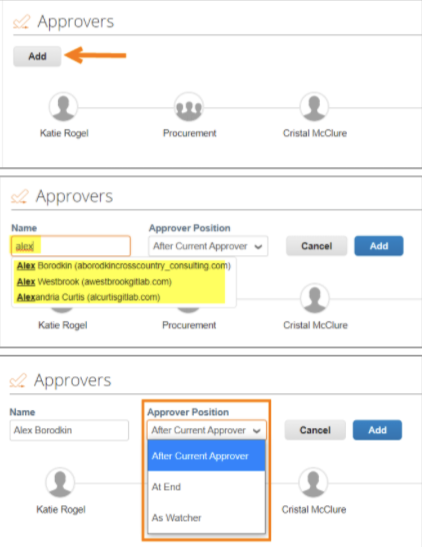 Approvers
Add
Katie Rogel Procurement Cristal McClure
Approvers
Name Approver Position
alex After Current Approver Cancel Add
Alex Borodkin (aborodkincrosscountry_consulting.com)
Alex Westbrook (awestbrookgitlab.com)
Alexandria Curtis (alcurtisgitlab.com)
Katie Rogel Procurement Cristal McClure
Approvers
Name Approver Position
Alex Borodkin After Current Approver Cancel Add
After Current Approver
At End
Katie Rogel Cristal McClure
As Watcher